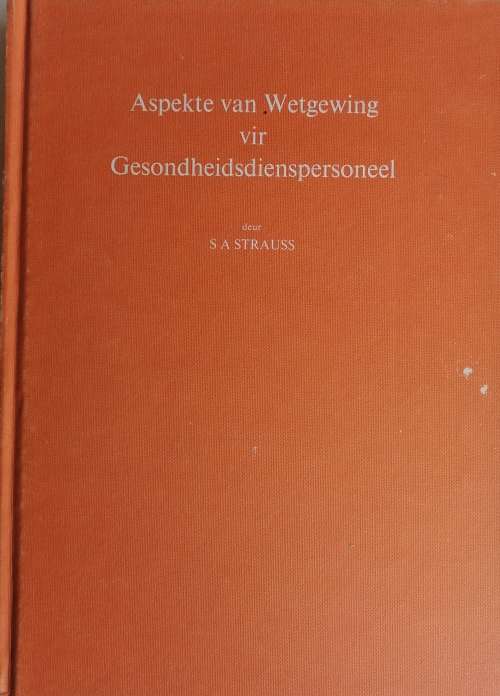 Aspekte van Wetgewing
vir
Gesondheidsdienspersoneel
deur
S A STRAUSS